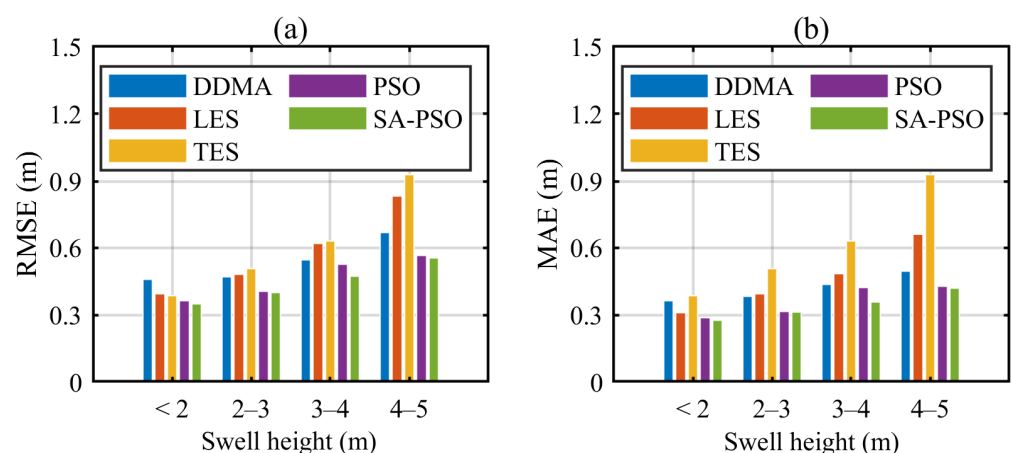 (a)
1.5
1.2
0.9
0.6
0.3
0
RMSE (m)
DDMA
LES
TES
PSO
SA-PSO
< 2
2–3
3–4
4–5
Swell height (m)
(b)
1.5
1.2
0.9
0.6
0.3
0
MAE (m)
DDMA
LES
TES
PSO
SA-PSO
< 2
2–3
3–4
4–5
Swell height (m)